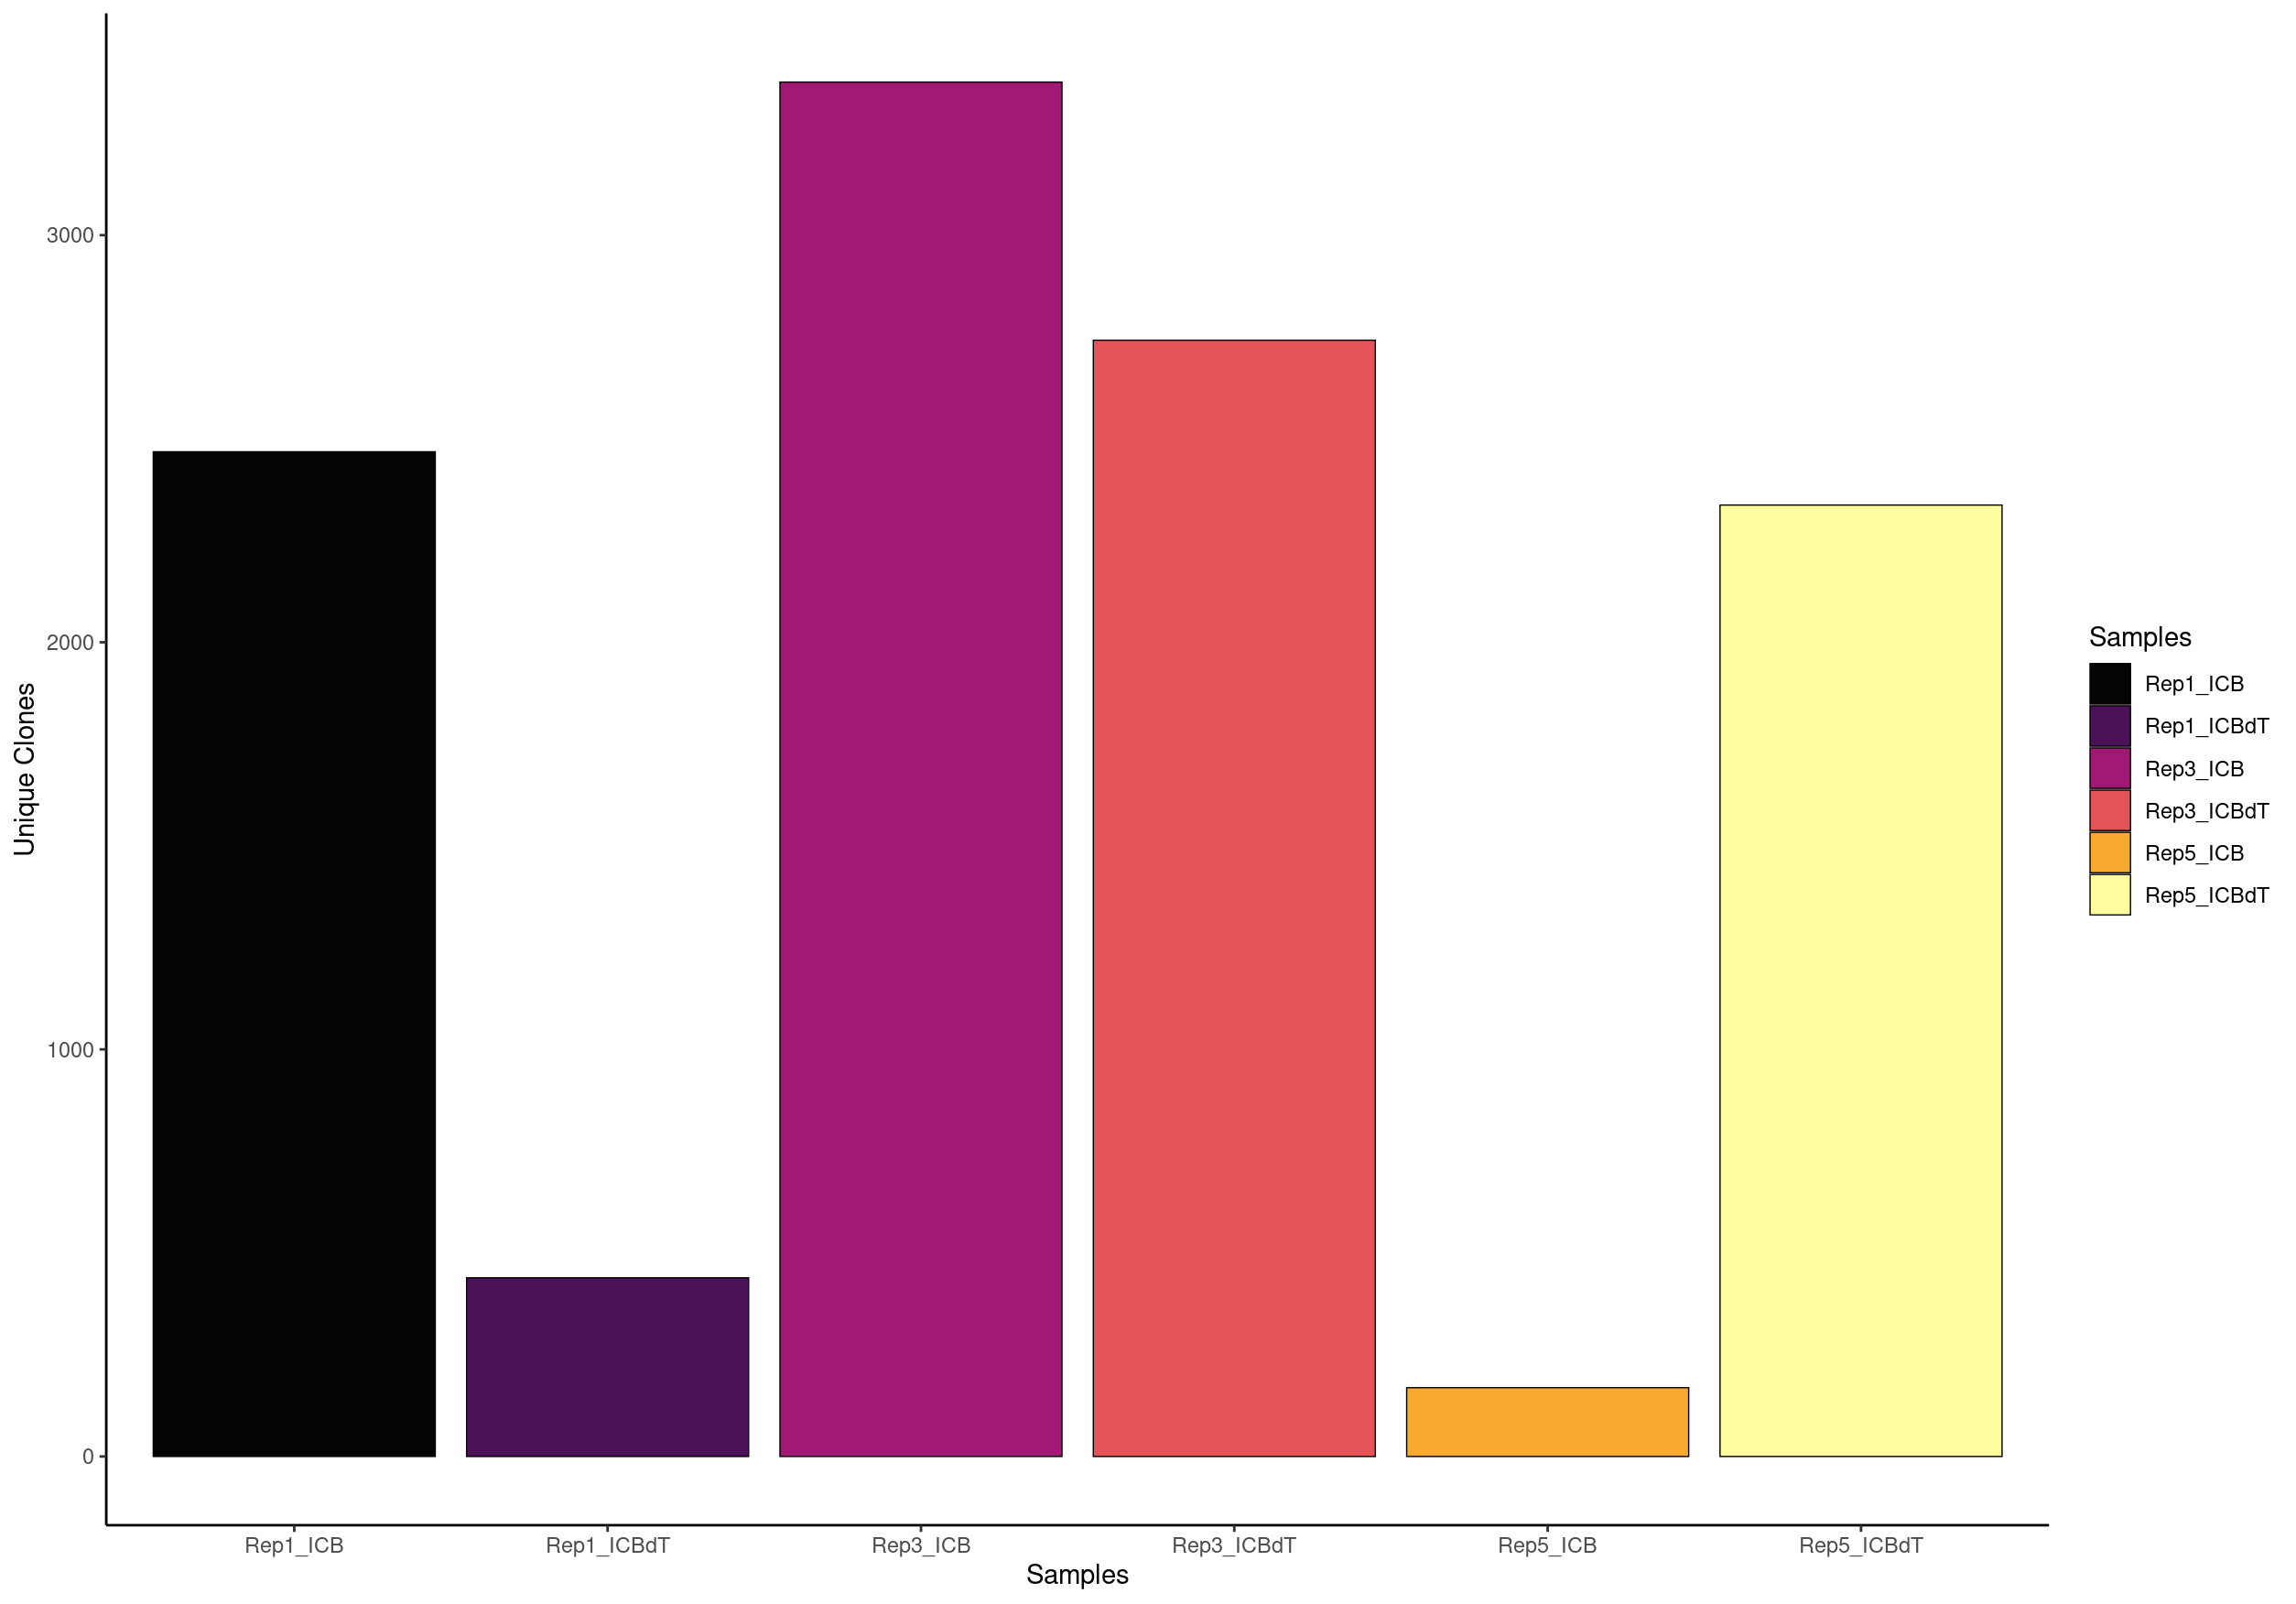 Unique Clones
3000
2000
1000
0
Rep1_ICB
Rep1_ICBdT
Rep3_ICB
Rep3_ICBdT
Rep5_ICB
Rep5_ICBdT
Samples
Samples
Rep1_ICB
Rep1_ICBdT
Rep3_ICB
Rep3_ICBdT
Rep5_ICB
Rep5_ICBdT